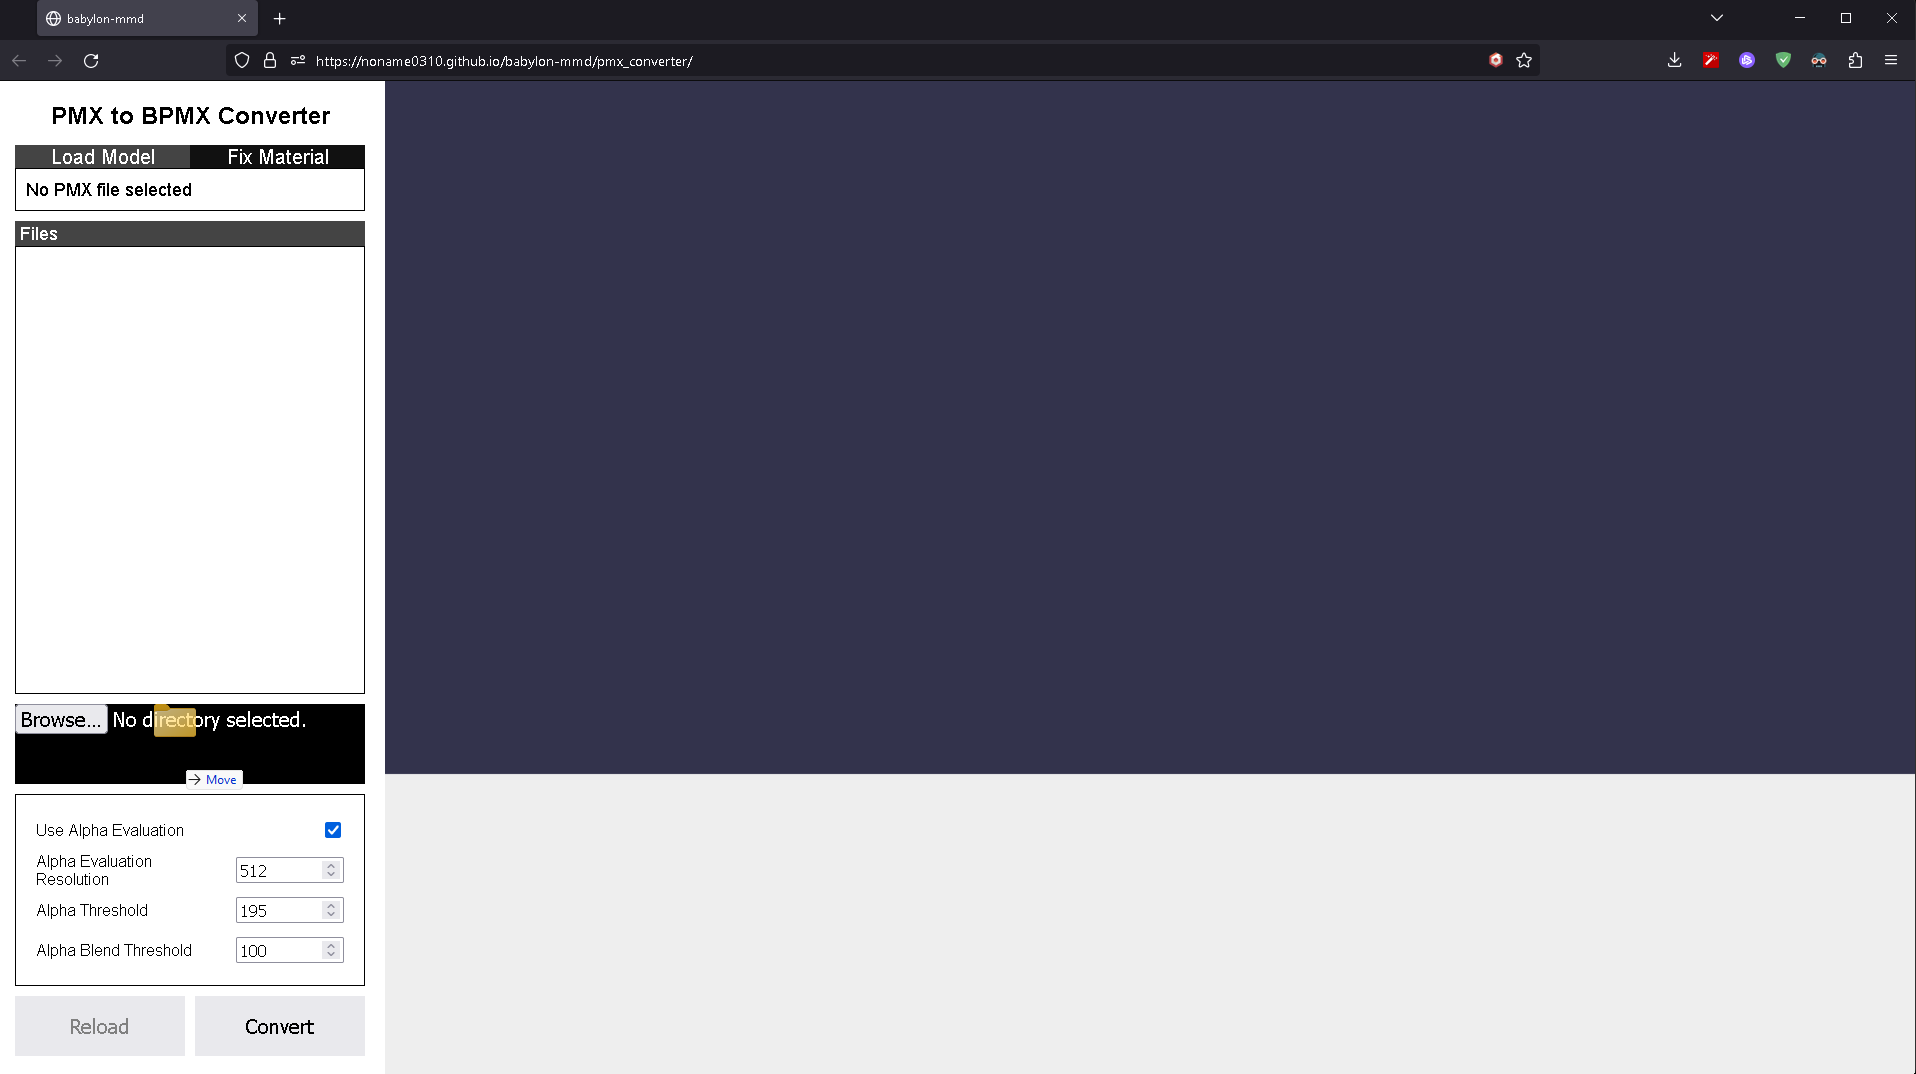 babylon-mmd
https://noname0310.github.io/babylon-mmd/pmx_converter/
PMX to BPMX Converter
Load Model Fix Material
No PMX file selected
Files
Browse... No directory selected.
Move
Use Alpha Evaluation
Alpha Evaluation
Resolution
512
Alpha Threshold 195
Alpha Blend Threshold 100
Reload Convert